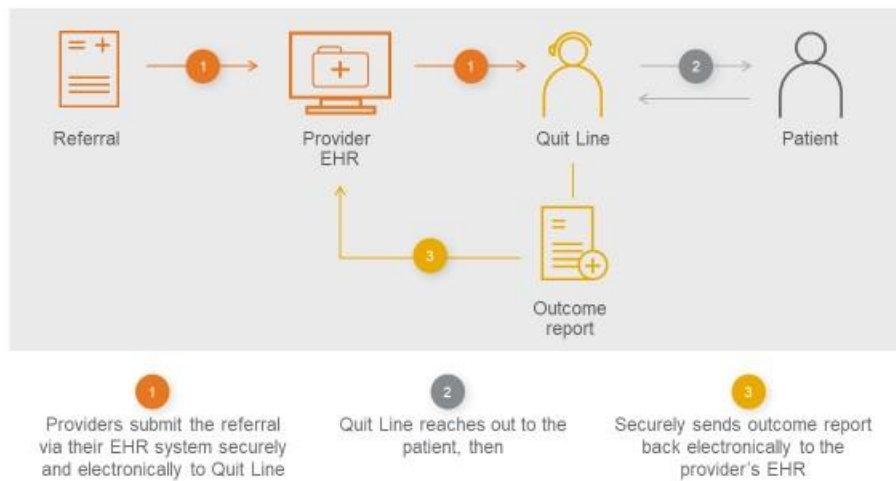 1
1
2
Referral
Provider
EHR
Quit Line
Patient
3
Outcome
report
1
Providers submit the referral
via their EHR system securely
and electronically to Quit Line
2
Quit Line reaches out to the
patient, then
3
Securely sends outcome report
back electronically to the
provider's EHR